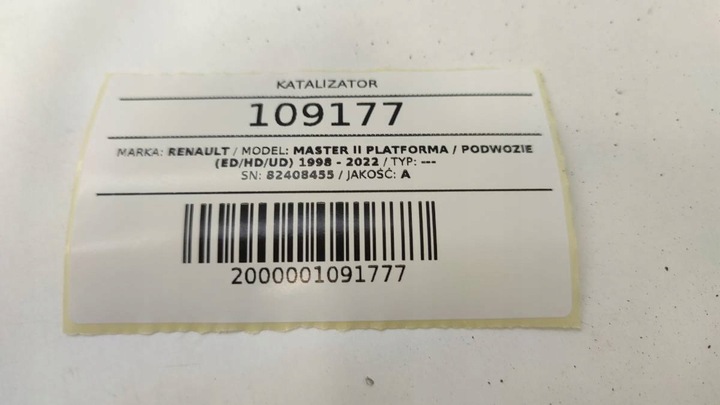 KATALIZATOR
109177
MARKA: RENAULT / MODEL: MASTER II PLATFORMA / PODWOZIE
(ED/HD/UD) 1998 - 2022 / TYP: ---
SN: 82408455 / JAKOŚĆ: A
2000001091777